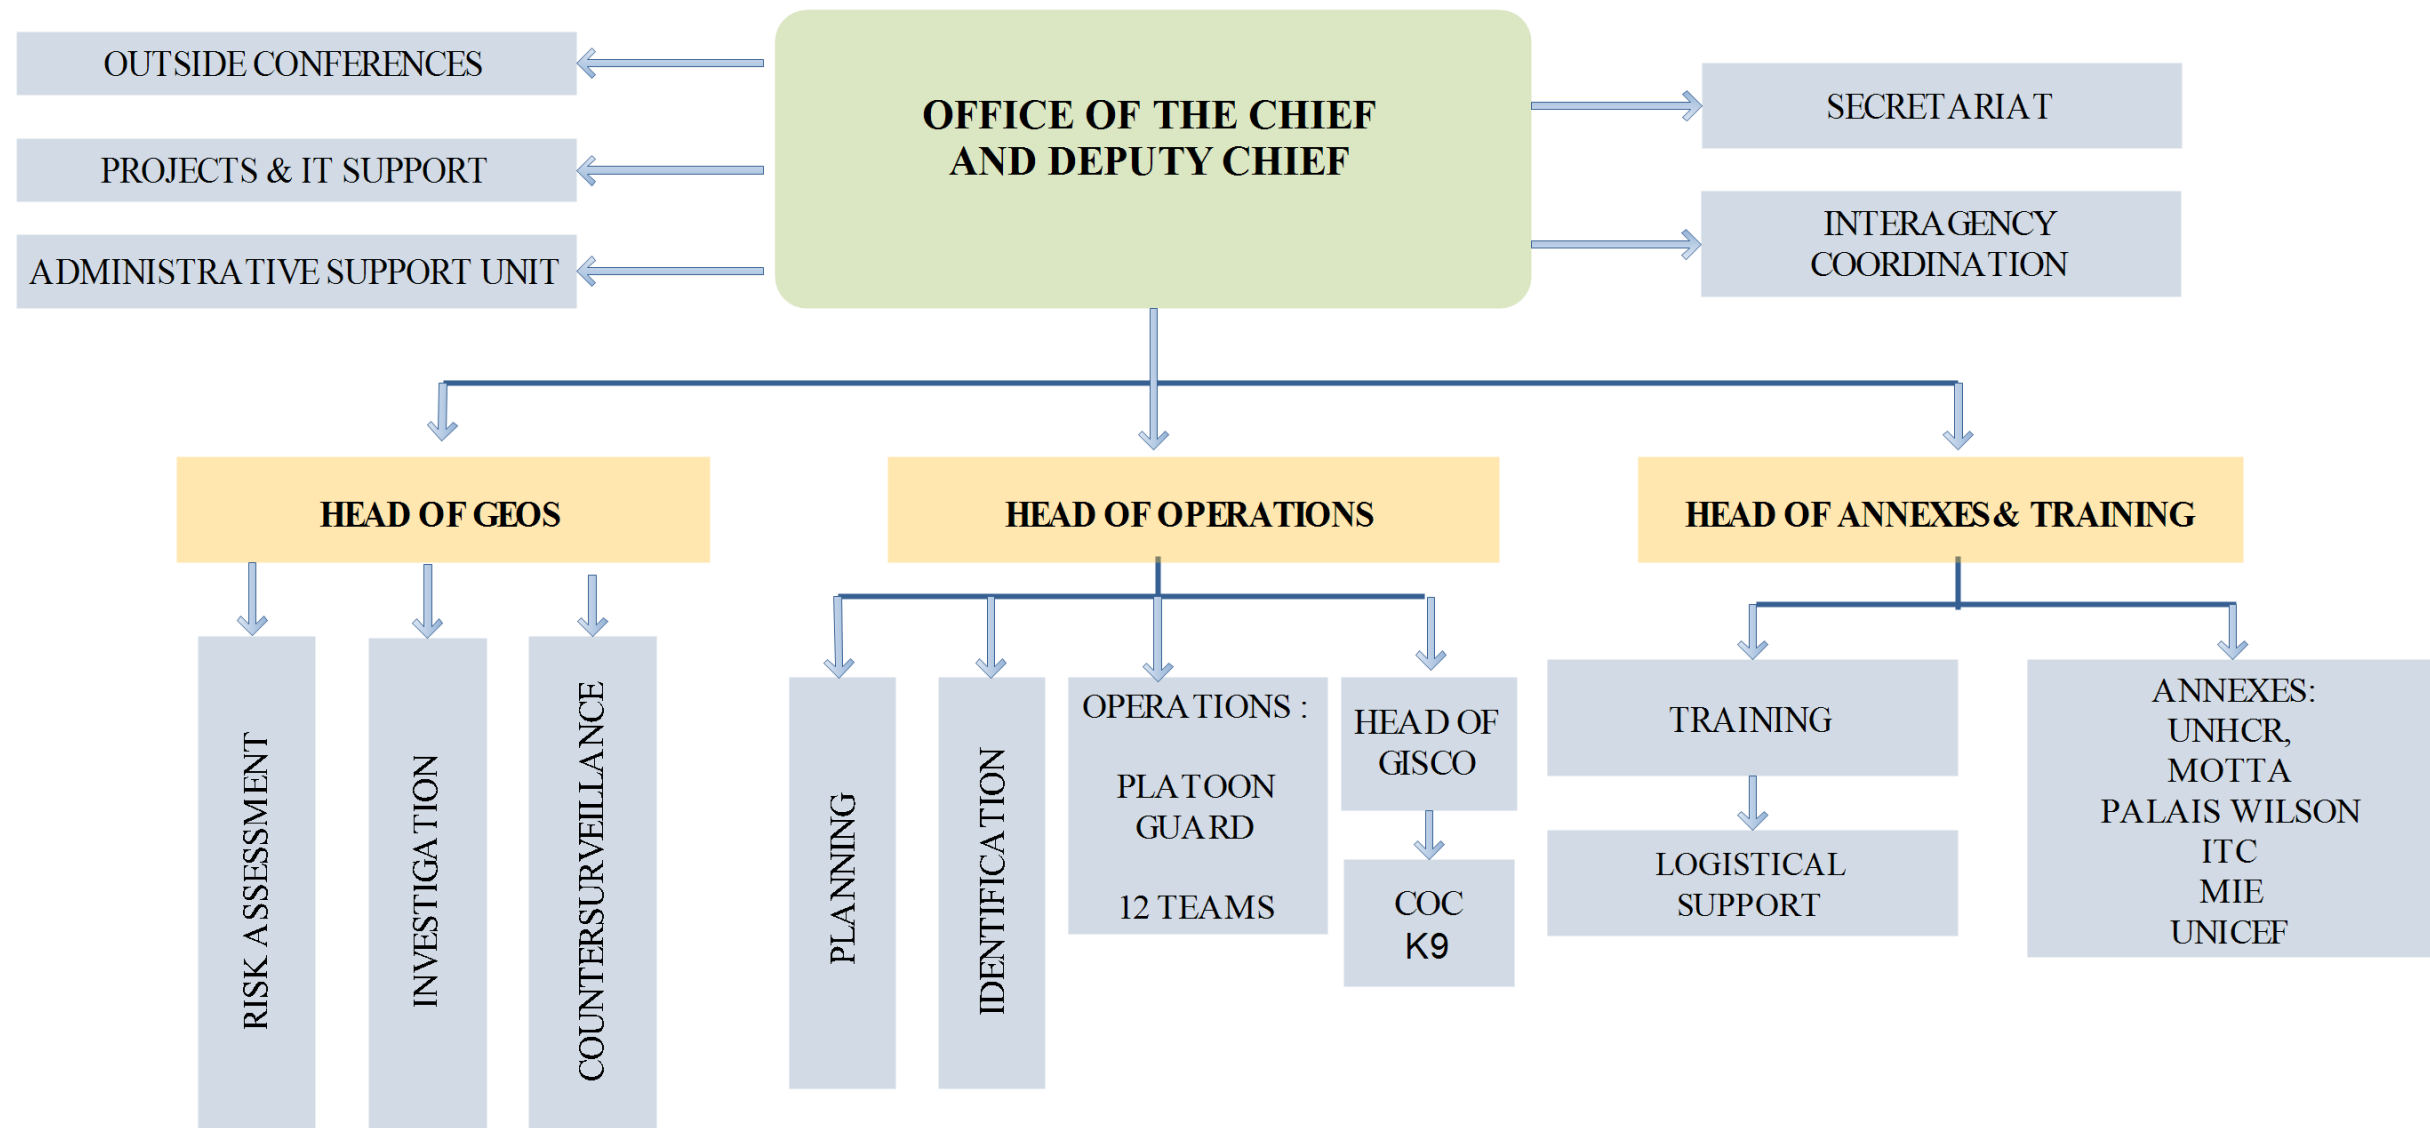 OUTSIDE CONFERENCES
PROJECTS & IT SUPPORT
ADMINISTRATIVE SUPPORT UNIT
OFFICE OF THE CHIEF
AND DEPUTY CHIEF
SECRETARIAT
INTERAGENCY
COORDINATION
HEAD OF GEOS
HEAD OF OPERATIONS
HEAD OF ANNEXES & TRAINING
RISK ASSESSMENT
INVESTIGATION
COUNTERSURVEILLANCE
PLANNING
IDENTIFICATION
OPERATIONS :
PLATOON
GUARD
12 TEAMS
HEAD OF
GISCO
COC
K9
TRAINING
LOGISTICAL
SUPPORT
ANNEXES:
UNHCR,
MOTTA
PALAIS WILSON
ITC
MIE
UNICEF